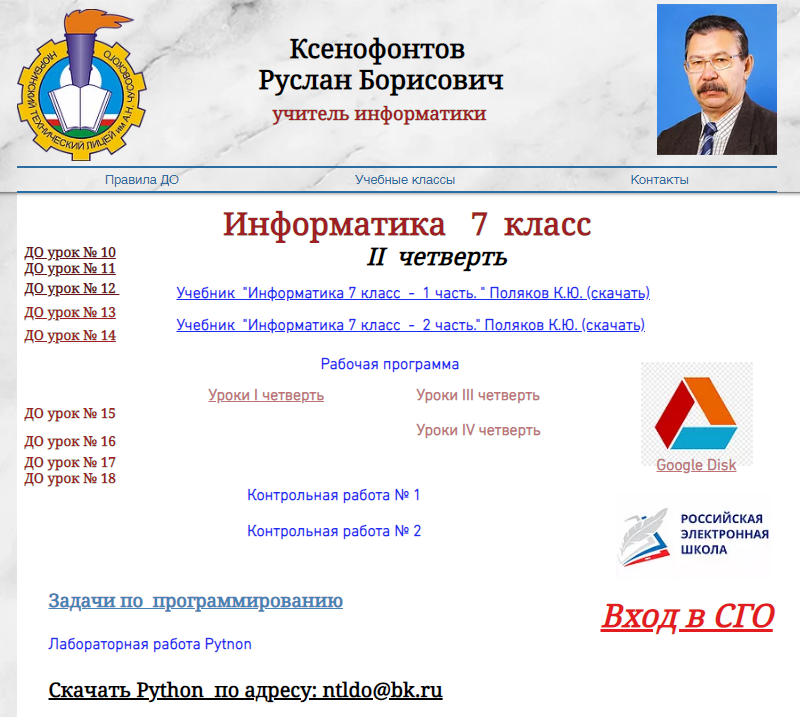 НЮРБИНСКИЙ ТЕХНИЧЕСКИЙ ЛИЦЕЙ им. А.Н. ЧУСОВСКОГО
Ксенофонтов
Руслан Борисович
учитель информатики
Правила ДО
Учебные классы
Контакты
Информатика 7 класс
II четверть
ДО урок № 10
ДО урок № 11
ДО урок № 12
ДО урок № 13
ДО урок № 14
Учебник "Информатика 7 класс - 1 часть. " Поляков К.Ю. (скачать)
Учебник "Информатика 7 класс - 2 часть." Поляков К.Ю. (скачать)
Рабочая программа
Уроки I четверть
Уроки III четверть
Уроки IV четверть
ДО урок № 15
ДО урок № 16
ДО урок № 17
ДО урок № 18
Google Disk
Контрольная работа № 1
Контрольная работа № 2
РОССИЙСКАЯ
ЭЛЕКТРОННАЯ
ШКОЛА
Задачи по программированию
Вход в СГО
Лабораторная работа Pytnon
Скачать Python по адресу: ntldo@bk.ru